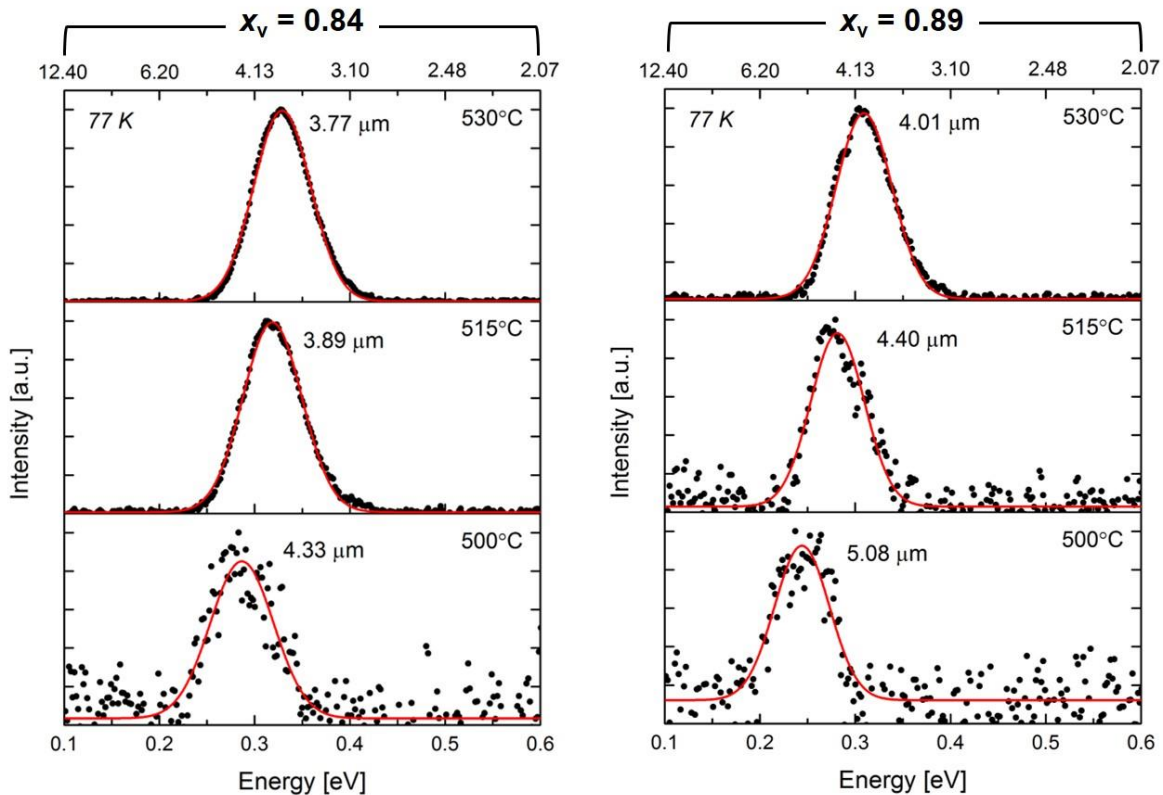 xv = 0.84
12.40 6.20 4.13 3.10 2.48 2.07
77 K
3.77 μm
530°C
3.89 μm
515°C
4.33 μm
500°C
Intensity [a.u.]
0.1 0.2 0.3 0.4 0.5 0.6
Energy [eV]
xv = 0.89
12.40 6.20 4.13 3.10 2.48 2.07
77 K
4.01 μm
530°C
4.40 μm
515°C
5.08 μm
500°C
Intensity [a.u.]
0.1 0.2 0.3 0.4 0.5 0.6
Energy [eV]